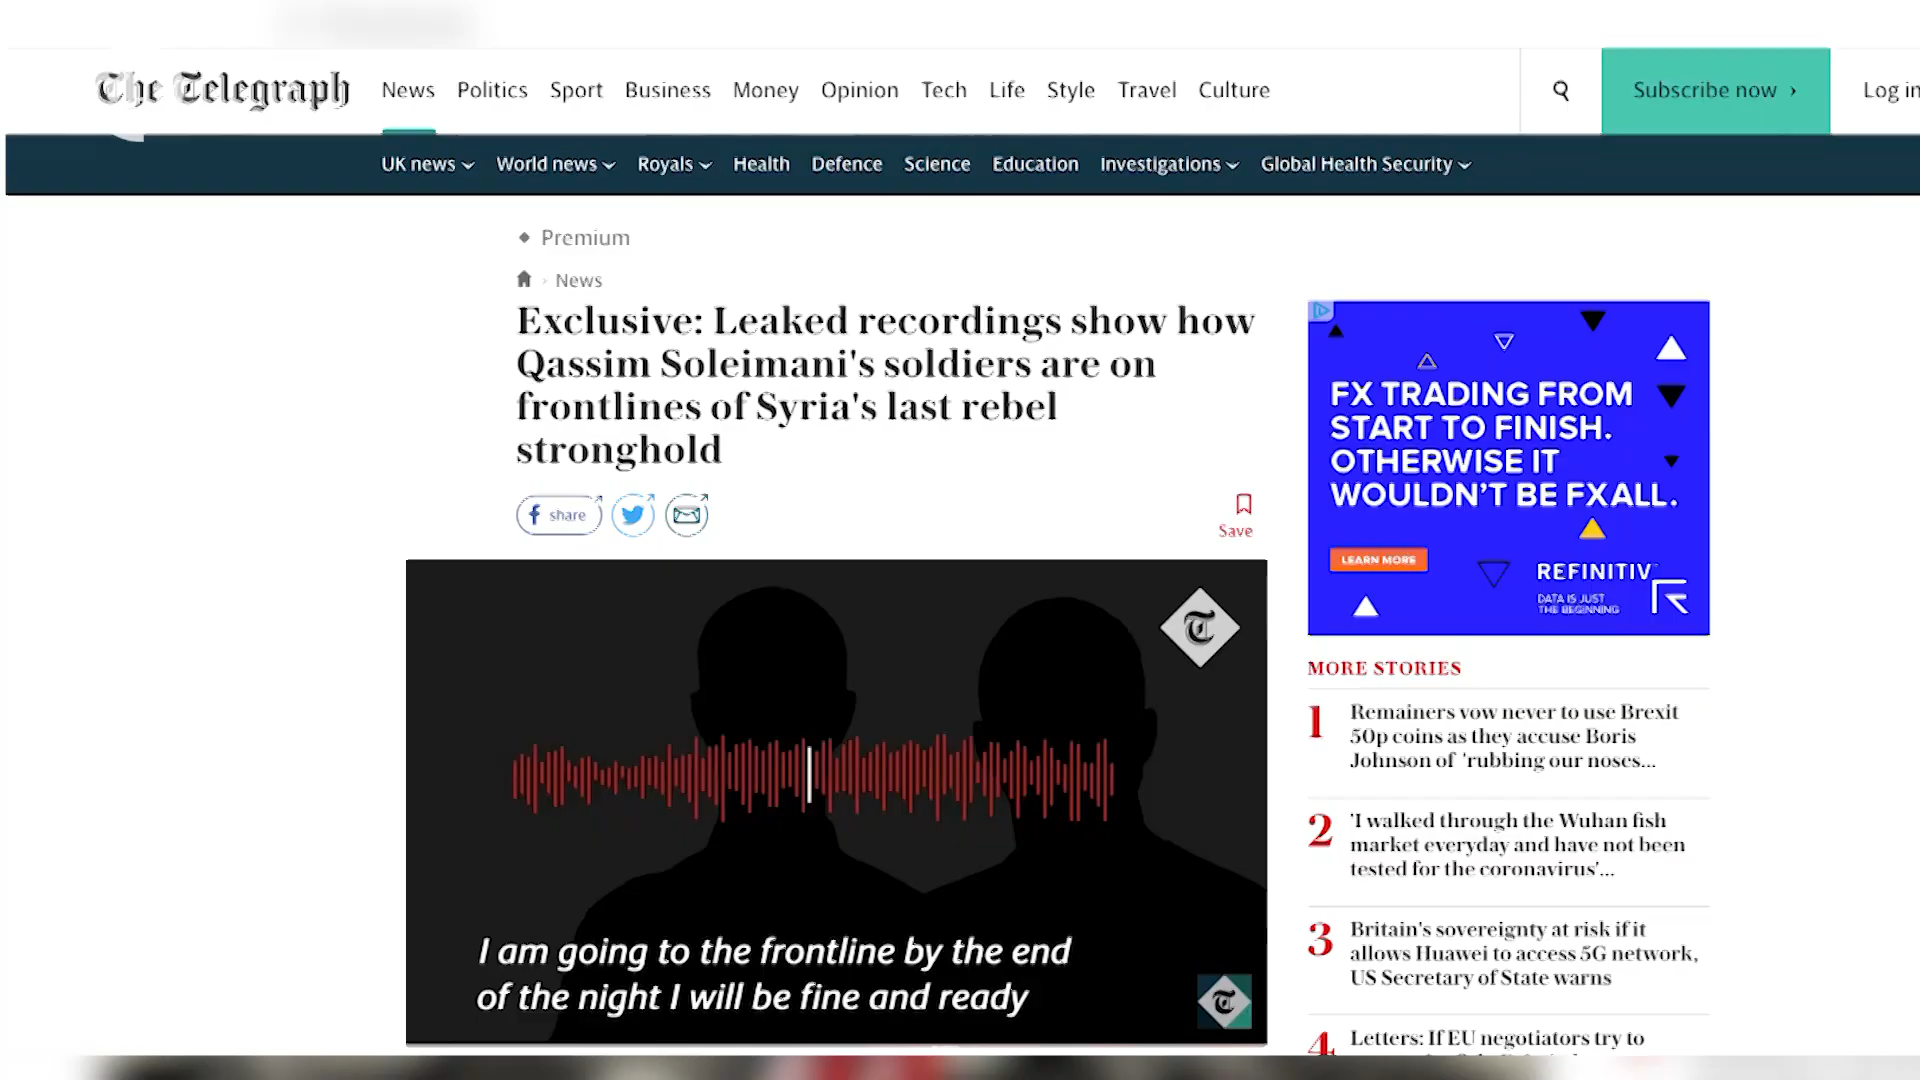 The Telegraph
News Politics Sport Business Money Opinion Tech Life Style Travel Culture
Subscribe now ›
Log in
UK news World news Royals Health Defence Science Education Investigations Global Health Security
Premium
News
Exclusive: Leaked recordings show how
Qassim Soleimani's soldiers are on
frontlines of Syria's last rebel
stronghold
share
Save
I am going to the frontline by the end
of the night I will be fine and ready
FX TRADING FROM
START TO FINISH.
OTHERWISE IT
WOULDN'T BE FXALL.
LEARN MORE
REFINITIV
DATA IS JUST
THE BEGINNING
MORE STORIES
1 Remainers vow never to use Brexit
50p coins as they accuse Boris
Johnson of 'rubbing our noses...
2 'I walked through the Wuhan fish
market everyday and have not been
tested for the coronavirus'...
3 Britain's sovereignty at risk if it
allows Huawei to access 5G network,
US Secretary of State warns
4 Letters: If EU negotiators try to